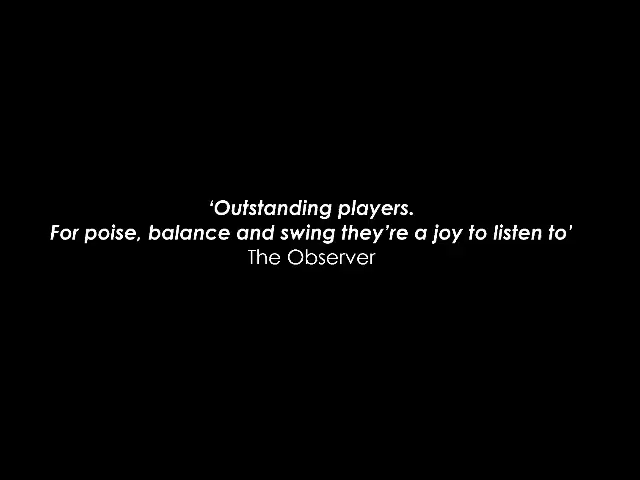 ‘Outstanding players.
For poise, balance and swing they’re a joy to listen to’
The Observer